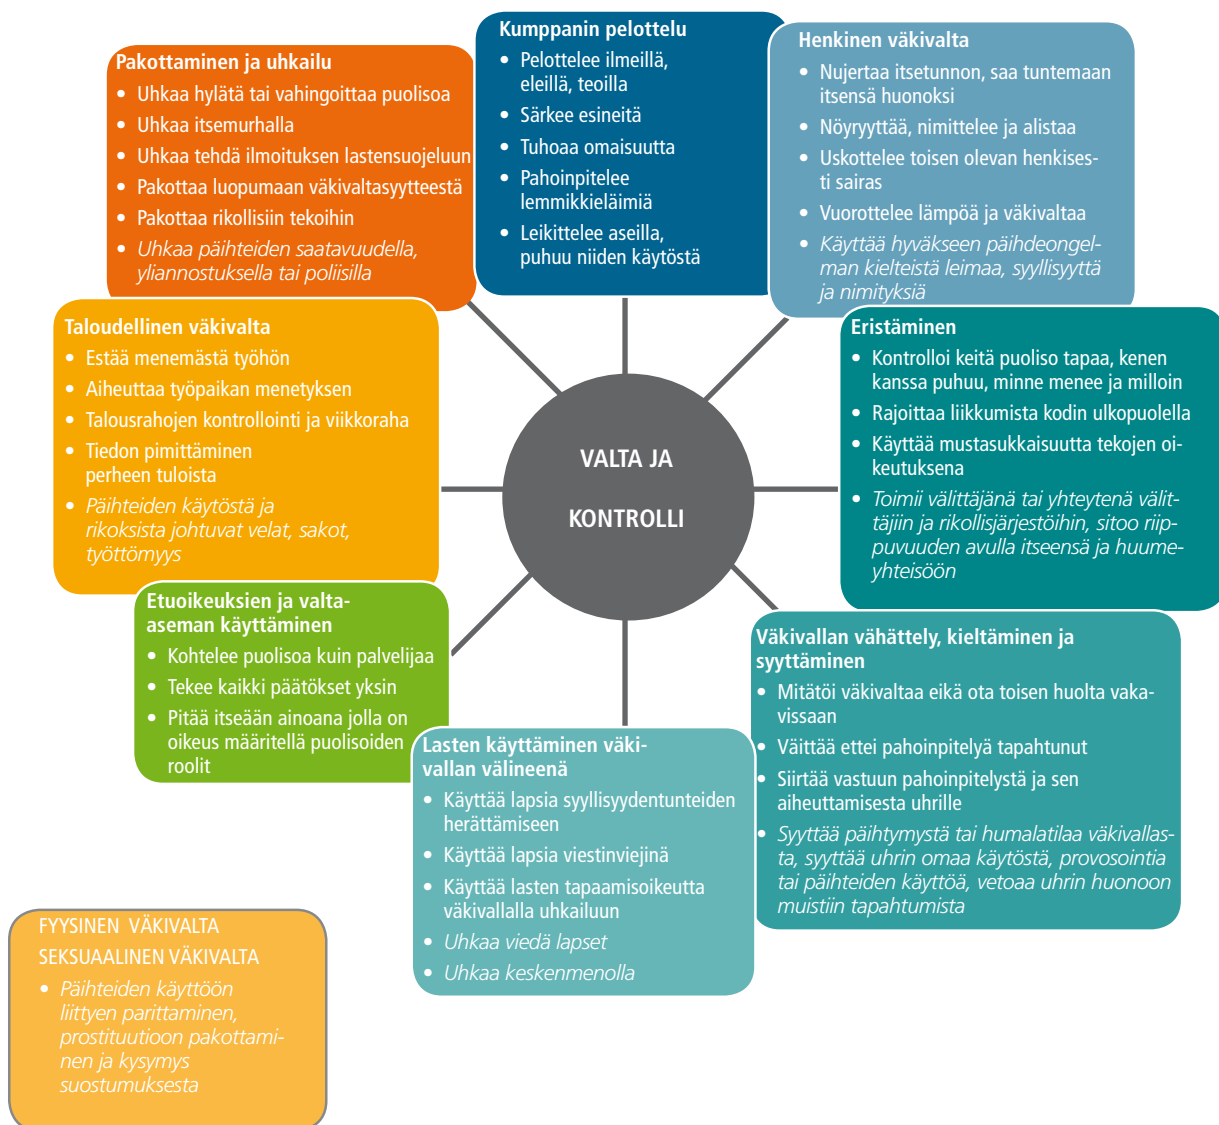 Kumppanin pelottelu
• Pelottelee ilmeillä,
eleillä, teoilla
• Särkee esineitä
• Tuhoaa omaisuutta
• Pahoinpitelee
lemmikkieläimiä
• Leikittelee aseilla,
puhuu niiden käytöstä
Henkinen väkivalta
• Nujertaa itsetunnon, saa tuntemaan
itsensä huonoksi
• Nöyryyttää, nimittelee ja alistaa
• Uskottelee toisen olevan henkises-
ti sairas
• Vuorottelee lämpöä ja väkivaltaa
• Käyttää hyväkseen päihdeongel-
man kielteistä leimaa, syyllisyyttä
ja nimityksiä
Pakottaminen ja uhkailu
• Uhkaa hylätä tai vahingoittaa puolisoa
• Uhkaa itsemurhalla
• Uhkaa tehdä ilmoituksen lastensuojeluun
• Pakottaa luopumaan väkivaltasyytteestä
• Pakottaa rikollisiin tekoihin
• Uhkaa päihteiden saatavuudella,
yliannostuksella tai poliisilla
Taloudellinen väkivalta
• Estää menemästä työhön
• Aiheuttaa työpaikan menetyksen
• Talousrahojen kontrollointi ja viikkoraha
• Tiedon pimittäminen
perheen tuloista
• Päihteiden käytöstä ja
rikoksista johtuvat velat, sakot,
työttömyys
VALTA JA
KONTROLLI
Eristäminen
• Kontrolloi keitä puoliso tapaa, kenen
kanssa puhuu, minne menee ja milloin
• Rajoittaa liikkumista kodin ulkopuolella
• Käyttää mustasukkaisuutta tekojen oi-
keutuksena
• Toimii välittäjänä tai yhteytenä välit-
täjiin ja rikollisjärjestöihin, sitoo riip-
puvuuden avulla itseensä ja huume-
yhteisöön
Etuoikeuksien ja valta-
aseman käyttäminen
• Kohtelee puolisoa kuin palvelijaa
• Tekee kaikki päätökset yksin
• Pitää itseään ainoana jolla on
oikeus määritellä puolisoiden
roolit
Väkivallan vähättely, kieltäminen ja
syyttäminen
• Mitätöi väkivaltaa eikä ota toisen huolta vaka-
vissaan
• Väittää ettei pahoinpitelyä tapahtunut
• Siirtää vastuun pahoinpitelystä ja sen
aiheuttamisesta uhrille
• Syyttää päihtymystä tai humalatilaa väkivallas-
ta, syyttää uhrin omaa käytöstä, provosointia
tai päihteiden käyttöä, vetoaa uhrin huonoon
muistiin tapahtumista
Lasten käyttäminen väki-
vallan välineenä
• Käyttää lapsia syyllisyydentunteiden
herättämiseen
• Käyttää lapsia viestinviejinä
• Käyttää lasten tapaamisoikeutta
väkivallalla uhkailuun
• Uhkaa viedä lapset
• Uhkaa keskenmenolla
FYYSINEN VÄKIVALTA
SEKSUAALINEN VÄKIVALTA
• Päihteiden käyttöön
liittyen parittaminen,
prostituutioon pakottami-
nen ja kysymys
suostumuksesta